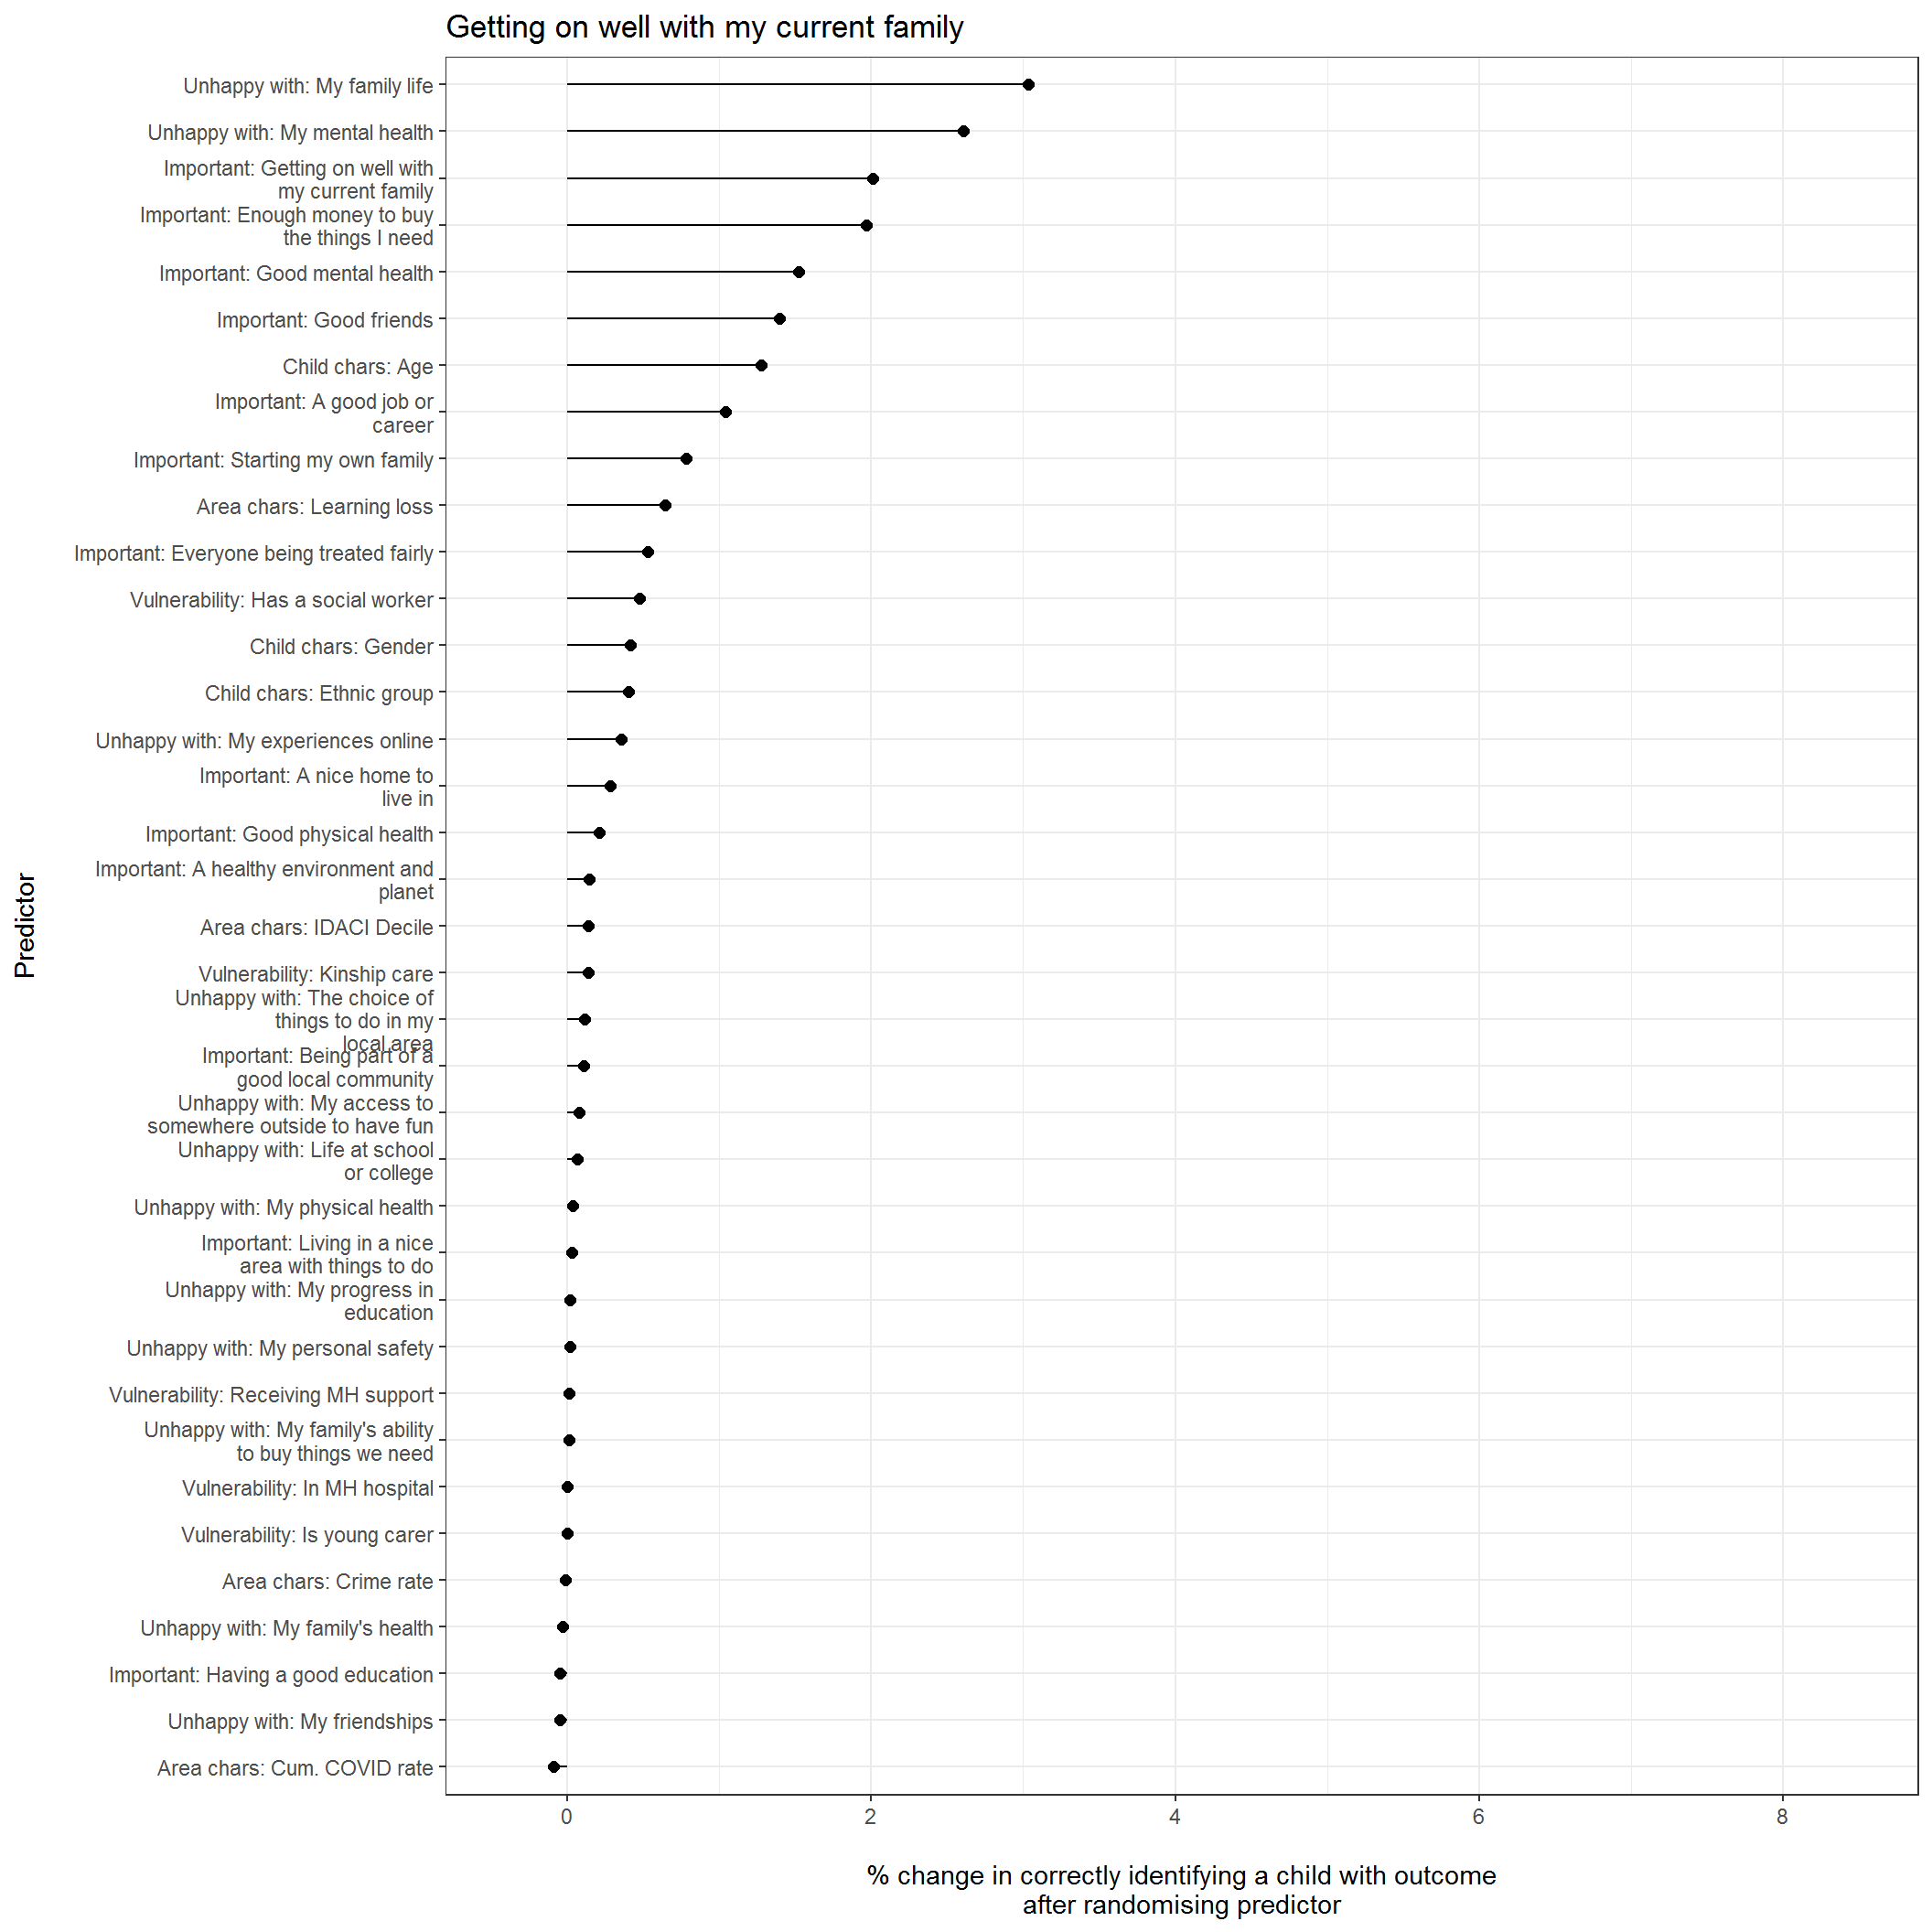 Getting on well with my current family
Unhappy with: My family life
Unhappy with: My mental health
Important: Getting on well with
my current family
Important: Enough money to buy
the things I need
Important: Good mental health
Important: Good friends
Child chars: Age
Important: A good job or
career
Important: Starting my own family
Area chars: Learning loss
Important: Everyone being treated fairly
Vulnerability: Has a social worker
Child chars: Gender
Child chars: Ethnic group
Unhappy with: My experiences online
Important: A nice home to
live in
Important: Good physical health
Important: A healthy environment and
planet
Area chars: IDACI Decile
Vulnerability: Kinship care
Unhappy with: The choice of
things to do in my
local area
Important: Being part of a
good local community
Unhappy with: My access to
somewhere outside to have fun
Unhappy with: Life at school
or college
Unhappy with: My physical health
Important: Living in a nice
area with things to do
Unhappy with: My progress in
education
Unhappy with: My personal safety
Vulnerability: Receiving MH support
Unhappy with: My family's ability
to buy things we need
Vulnerability: In MH hospital
Vulnerability: Is young carer
Area chars: Crime rate
Unhappy with: My family's health
Important: Having a good education
Unhappy with: My friendships
Area chars: Cum. COVID rate
Predictor
0 2 4 6 8
% change in correctly identifying a child with outcome
after randomising predictor